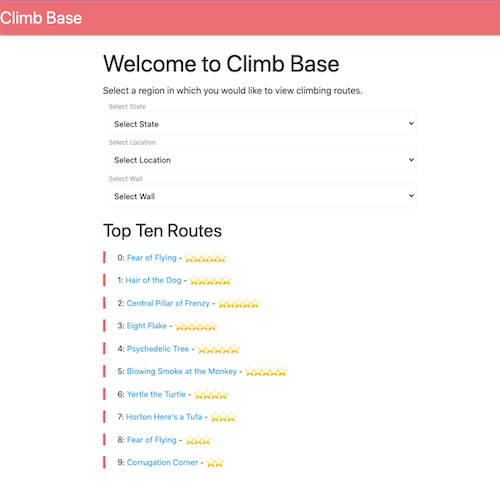 Climb Base
Welcome to Climb Base
Select a region in which you would like to view climbing routes.
Select State
Select State
Select Location
Select Location
Select Wall
Select Wall
Top Ten Routes
0: Fear of Flying - ⭐⭐⭐⭐⭐
1: Hair of the Dog - ⭐⭐⭐⭐⭐
2: Central Pillar of Frenzy - ⭐⭐⭐⭐⭐
3: Eight Flake - ⭐⭐⭐⭐⭐
4: Psychedelic Tree - ⭐⭐⭐⭐⭐
5: Blowing Smoke at the Monkey - ⭐⭐⭐⭐⭐
6: Yertle the Turtle - ⭐⭐⭐⭐
7: Horton Here's a Tufa - ⭐⭐⭐
8: Fear of Flying - ⭐⭐⭐
9: Corrugation Corner - ⭐⭐